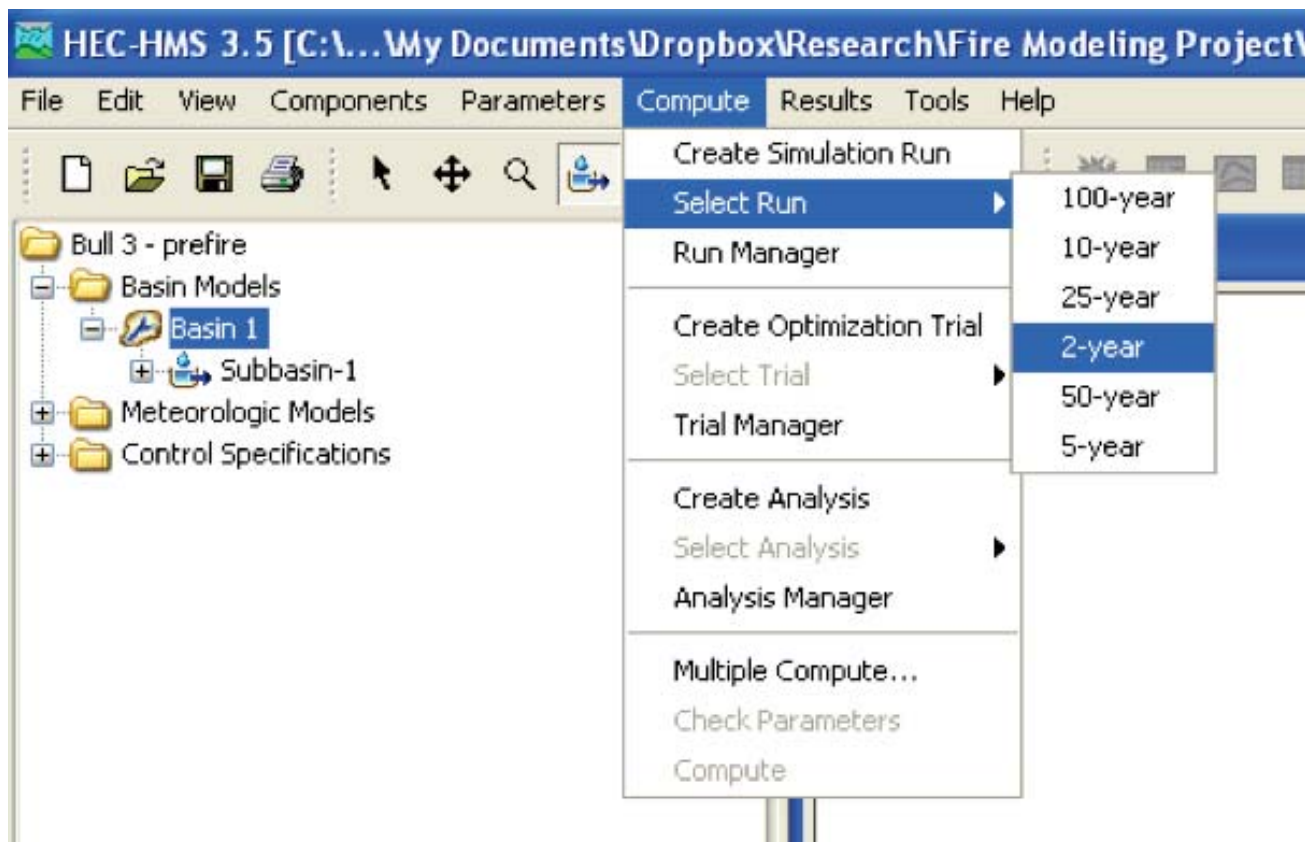 HEC-HMS 3.5 [C:\...\My Documents\Dropbox\Research\Fire Modeling Project\
File Edit View Components Parameters Compute Results Tools Help
Bull 3 - prefire
Basin Models
Basin 1
Subbasin-1
Meteorologic Models
Control Specifications
Create Simulation Run
Select Run
Run Manager
Create Optimization Trial
Select Trial
Trial Manager
Create Analysis
Select Analysis
Analysis Manager
Multiple Compute...
Check Parameters
Compute
100-year
10-year
25-year
2-year
50-year
5-year